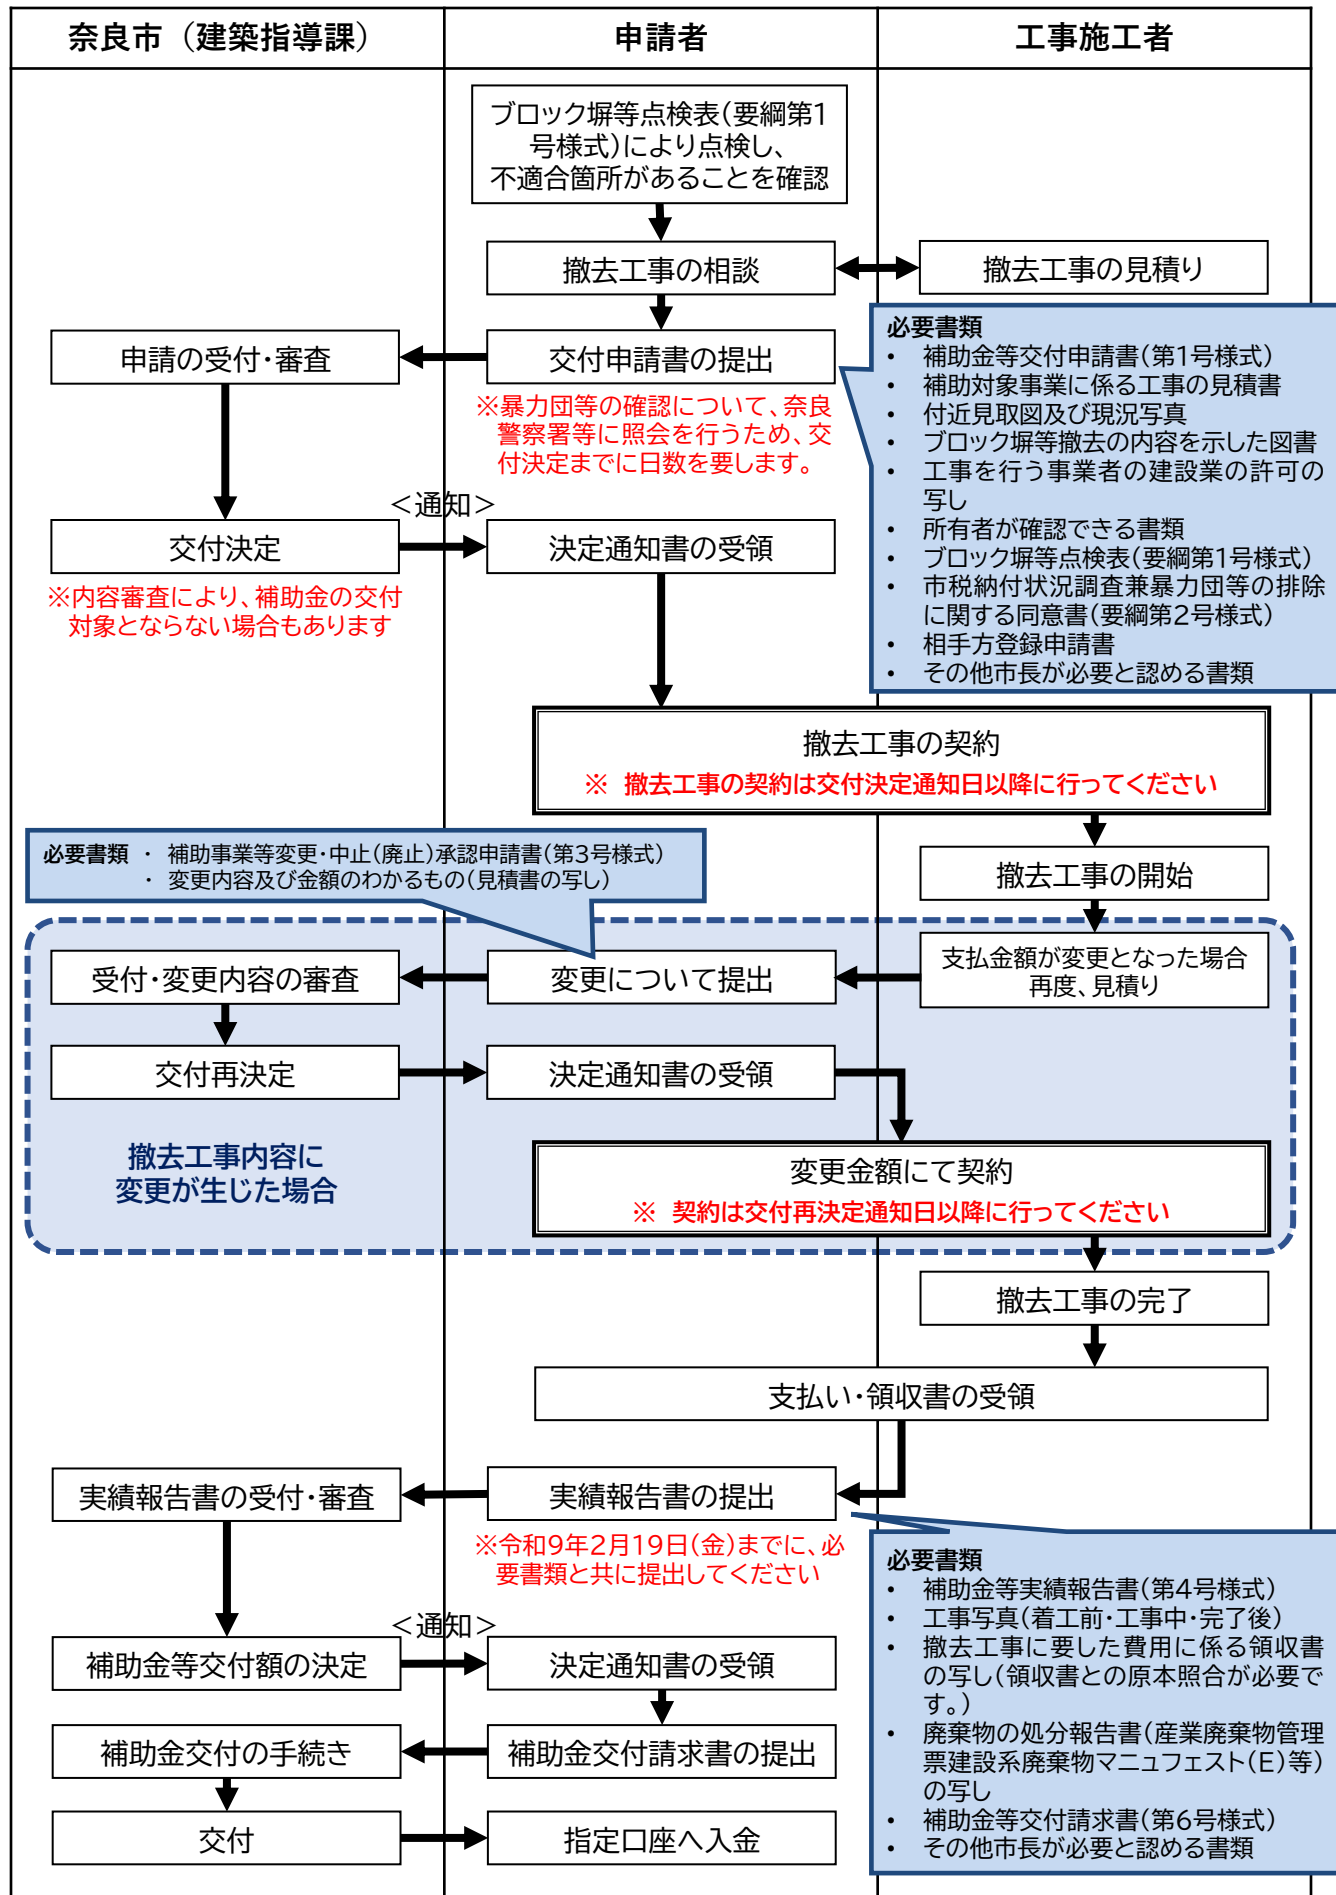 奈良市（建築指導課）
申請者
工事施工者
ブロック塀等点検表(要綱第1
号様式)により点検し、
不適合箇所があることを確認
撤去工事の相談
撤去工事の見積り
申請の受付・審査
交付申請書の提出
※暴力団等の確認について、奈良
警察署等に照会を行うため、交
付決定までに日数を要します。
必要書類
• 補助金等交付申請書(第1号様式)
• 補助対象事業に係る工事の見積書
• 付近見取図及び現況写真
• ブロック塀等撤去の内容を示した図書
• 工事を行う事業者の建設業の許可の
写し
• 所有者が確認できる書類
• ブロック塀等点検表(要綱第1号様式)
• 市税納付状況調査兼暴力団等の排除
に関する同意書(要綱第2号様式)
• 相手方登録申請書
• その他市長が必要と認める書類
＜通知＞
交付決定
決定通知書の受領
※内容審査により、補助金の交付
対象とならない場合もあります
撤去工事の契約
※ 撤去工事の契約は交付決定通知日以降に行ってください
必要書類 ・ 補助事業等変更・中止(廃止)承認申請書(第3号様式)
・ 変更内容及び金額のわかるもの(見積書の写し)
撤去工事の開始
受付・変更内容の審査
変更について提出
支払金額が変更となった場合
再度、見積り
交付再決定
決定通知書の受領
撤去工事内容に
変更が生じた場合
変更金額にて契約
※ 契約は交付再決定通知日以降に行ってください
撤去工事の完了
支払い・領収書の受領
実績報告書の受付・審査
実績報告書の提出
※令和9年2月19日(金)までに、必
要書類と共に提出してください
必要書類
• 補助金等実績報告書(第4号様式)
• 工事写真(着工前・工事中・完了後)
• 撤去工事に要した費用に係る領収書
の写し(領収書との原本照合が必要で
す。)
• 廃棄物の処分報告書(産業廃棄物管理
票建設系廃棄物マニュフェスト(E)等)
の写し
• 補助金等交付請求書(第6号様式)
• その他市長が必要と認める書類
＜通知＞
補助金等交付額の決定
決定通知書の受領
補助金交付の手続き
補助金交付請求書の提出
交付
指定口座へ入金